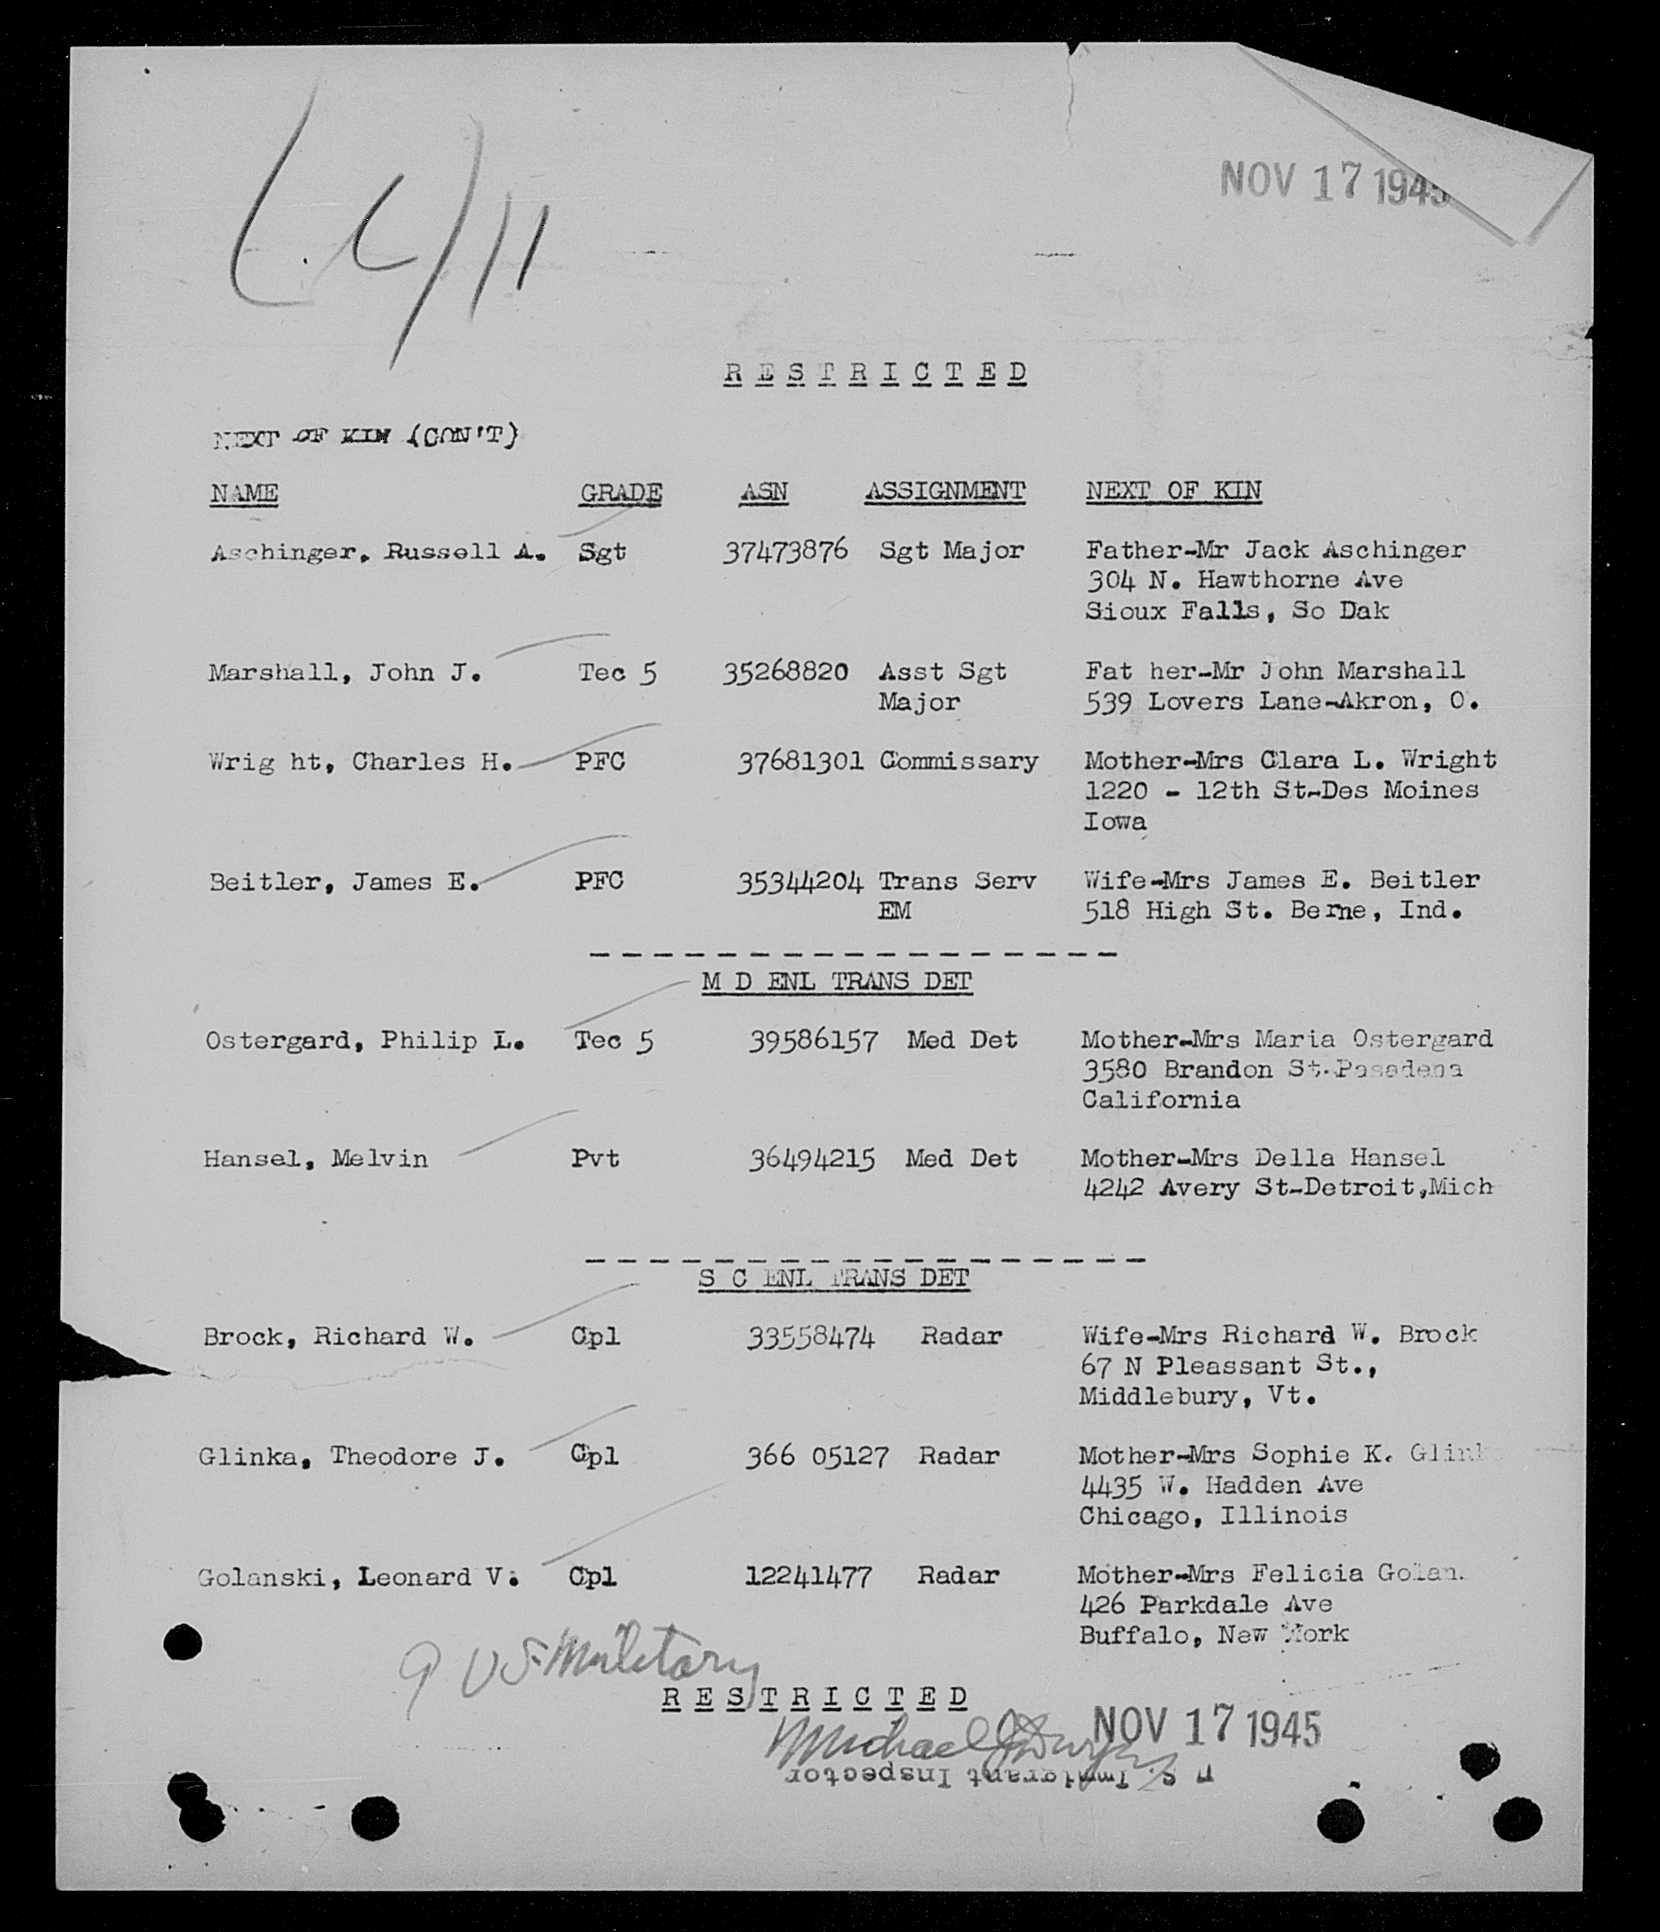 NOV 17 1945
R E S T R I C T E D
NEXT OF KIN (CON'T)
NAME GRADE ASN ASSIGNMENT NEXT OF KIN
Aschinger, Russell A. Sgt 37473876 Sgt Major Father-Mr Jack Aschinger
304 N. Hawthorne Ave
Sioux Falls, So Dak
Marshall, John J. Tec 5 35268820 Asst Sgt Fat her-Mr John Marshall
Major 539 Lovers Lane-Akron, O.
Wrig ht, Charles H. PFC 37681301 Commissary Mother-Mrs Clara L. Wright
1220 - 12th St-Des Moines
Iowa
Beitler, James E. PFC 35344204 Trans Serv Wife-Mrs James E. Beitler
EM 518 High St. Berne, Ind.
M D ENL TRANS DET
Ostergard, Philip L. Tec 5 39586157 Med Det Mother-Mrs Maria Ostergard
3580 Brandon St.Pasadena
California
Hansel, Melvin Pvt 36494215 Med Det Mother-Mrs Della Hansel
4242 Avery St-Detroit,Mich
S C ENL TRANS DET
Brock, Richard W. Cpl 33558474 Radar Wife-Mrs Richard W. Brock
67 N Pleassant St.,
Middlebury, Vt.
Glinka, Theodore J. Cpl 366 05127 Radar Mother-Mrs Sophie K. Glink
4435 W. Hadden Ave
Chicago, Illinois
Golanski, Leonard V. Cpl 12241477 Radar Mother-Mrs Felicia Golan
426 Parkdale Ave
Buffalo, New York
9 US Military
R E S T R I C T E D
Michael J NOV 17 1945
U S. Immigrant Inspector